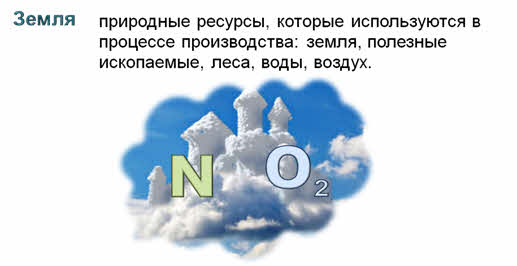 Земля
природные ресурсы, которые используются в
процессе производства: земля, полезные
ископаемые, леса, воды, воздух.
N O2